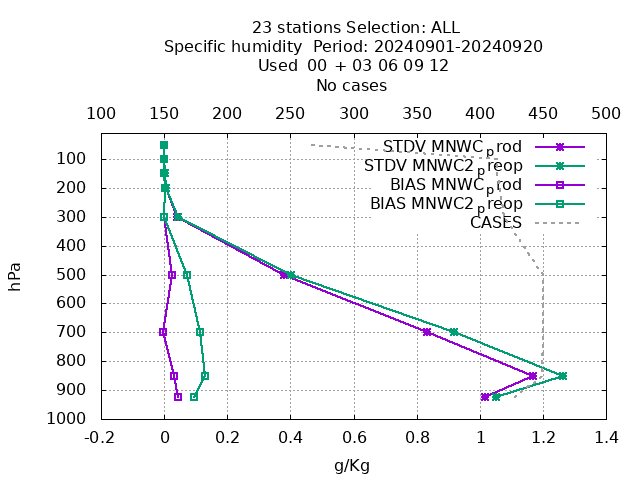 23 stations Selection: ALL
Specific humidity  Period: 20240901-20240920
Used  00 + 03 06 09 12
No cases
100 150 200 250 300 350 400 450 500
STDV MNWC_prod
STDV MNWC2_preop
BIAS MNWC_prod
BIAS MNWC2_preop
CASES
100
200
300
400
500
600
700
800
900
1000
hPa
-0.2 0 0.2 0.4 0.6 0.8 1 1.2 1.4
g/Kg